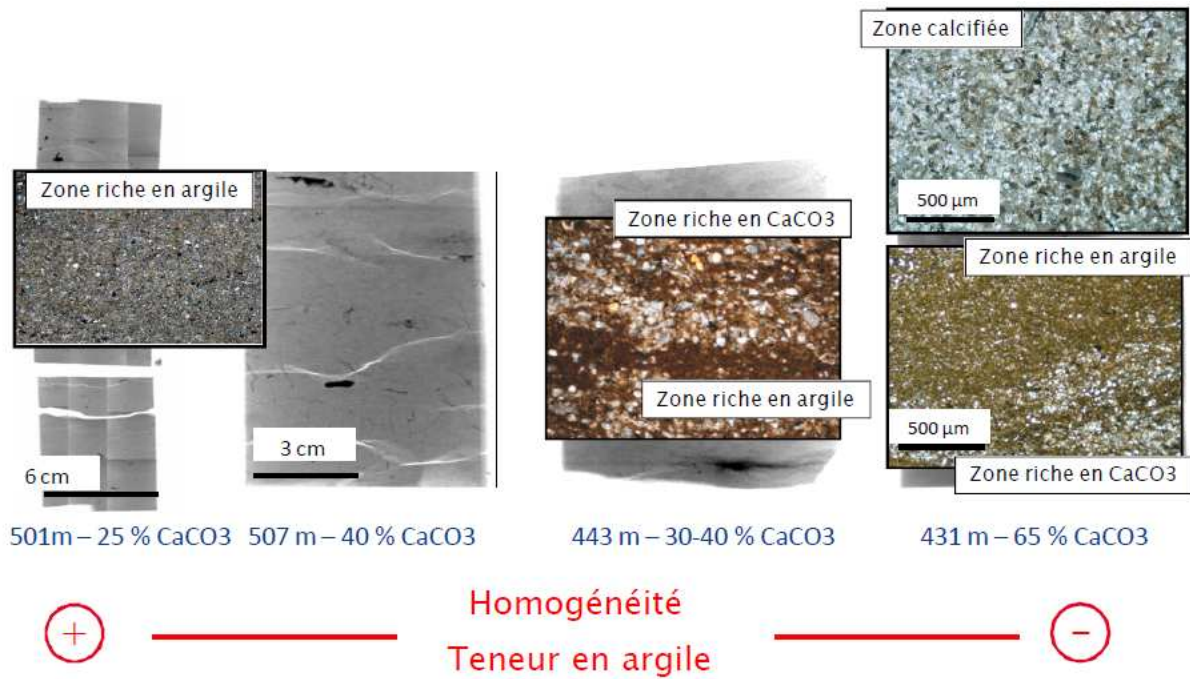 Zone calcifiée
500 µm
Zone riche en argile
Zone riche en CaCO3
Zone riche en argile
Zone riche en argile
500 µm
Zone riche en CaCO3
3 cm
6 cm
501m – 25 % CaCO3
507 m – 40 % CaCO3
443 m – 30-40 % CaCO3
431 m – 65 % CaCO3
Homogénéité
+
-
Teneur en argile